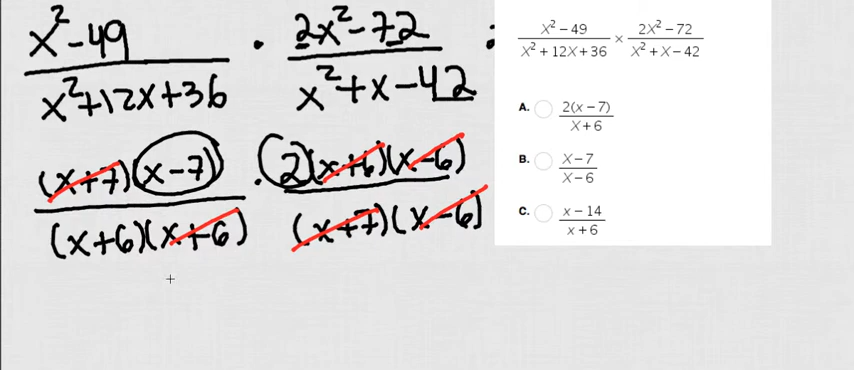 x²-49 · 2x²-72 :
x²+12x+36 x²+x-42
(x+7)(x-7) · (2)(x+6)(x-6)
(x+6)(x+6) (x+7)(x-6)
x² – 49 × 2x² – 72
x² + 12x + 36 x² + x – 42
A. 2(x – 7)
x + 6
B. x – 7
x – 6
C. x – 14
x + 6